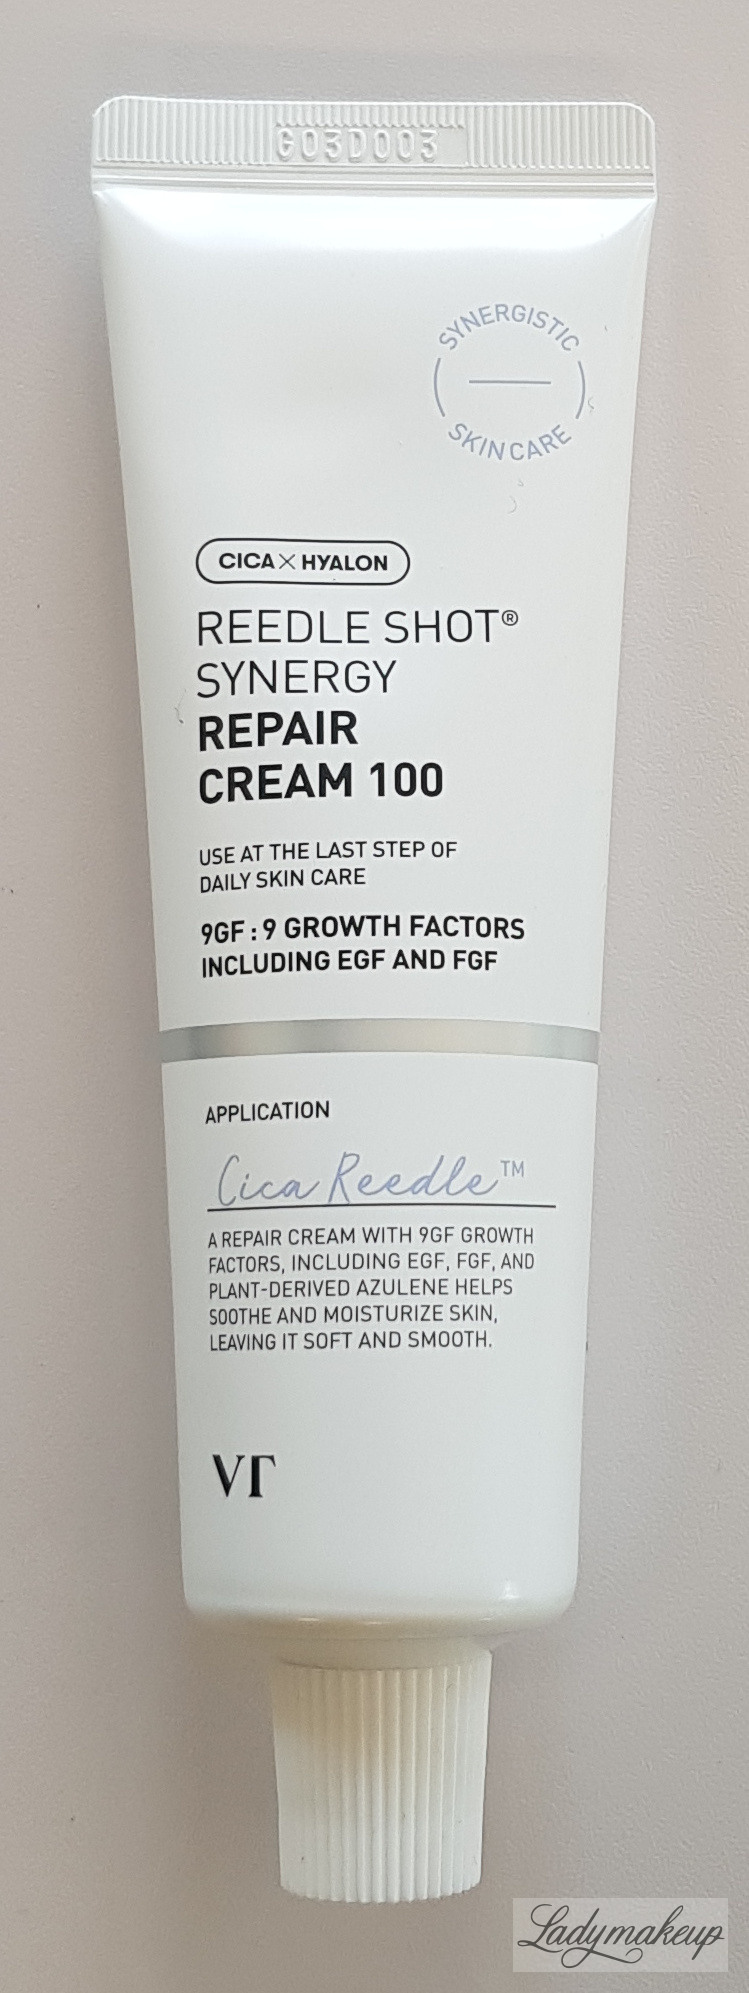 G03D003
SYNERGISTIC
SKINCARE
CICA × HYALON
REEDLE SHOT®
SYNERGY
REPAIR
CREAM 100
USE AT THE LAST STEP OF
DAILY SKIN CARE
9GF : 9 GROWTH FACTORS
INCLUDING EGF AND FGF
APPLICATION
Cica Reedle™
A REPAIR CREAM WITH 9GF GROWTH
FACTORS, INCLUDING EGF, FGF, AND
PLANT-DERIVED AZULENE HELPS
SOOTHE AND MOISTURIZE SKIN,
LEAVING IT SOFT AND SMOOTH.
VT
Ladymakeup